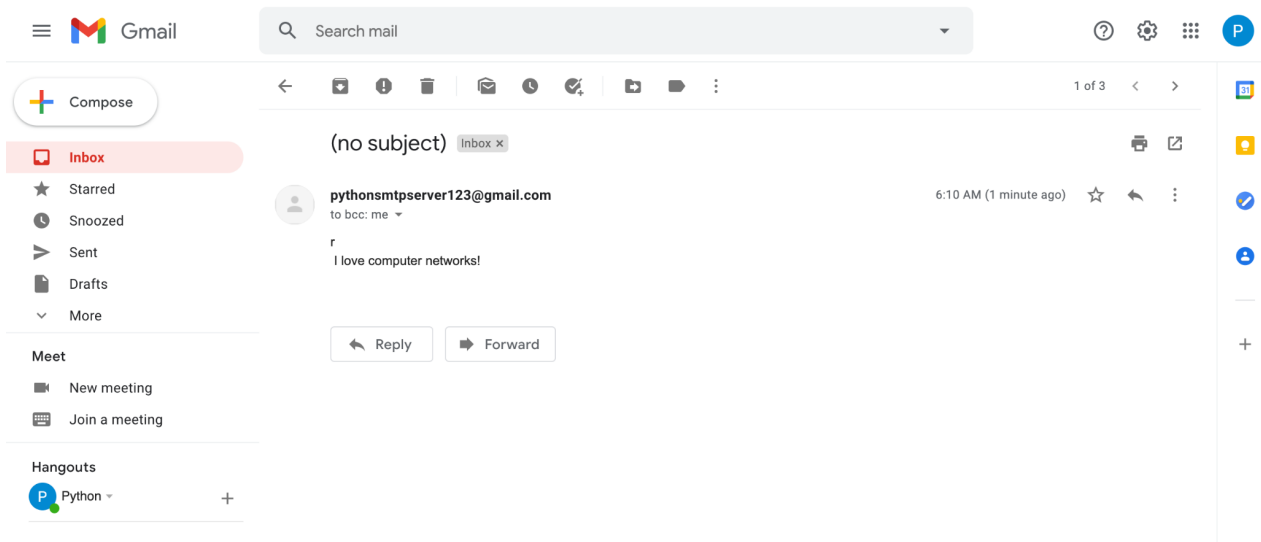 Gmail
Search mail
P
Compose
1 of 3
31
(no subject) Inbox ×
Inbox
Starred
pythonsmtpserver123@gmail.com 6:10 AM (1 minute ago)
to bcc: me
Snoozed
r
I love computer networks!
Sent
Drafts
More
Reply Forward
Meet
New meeting
Join a meeting
Hangouts
P Python